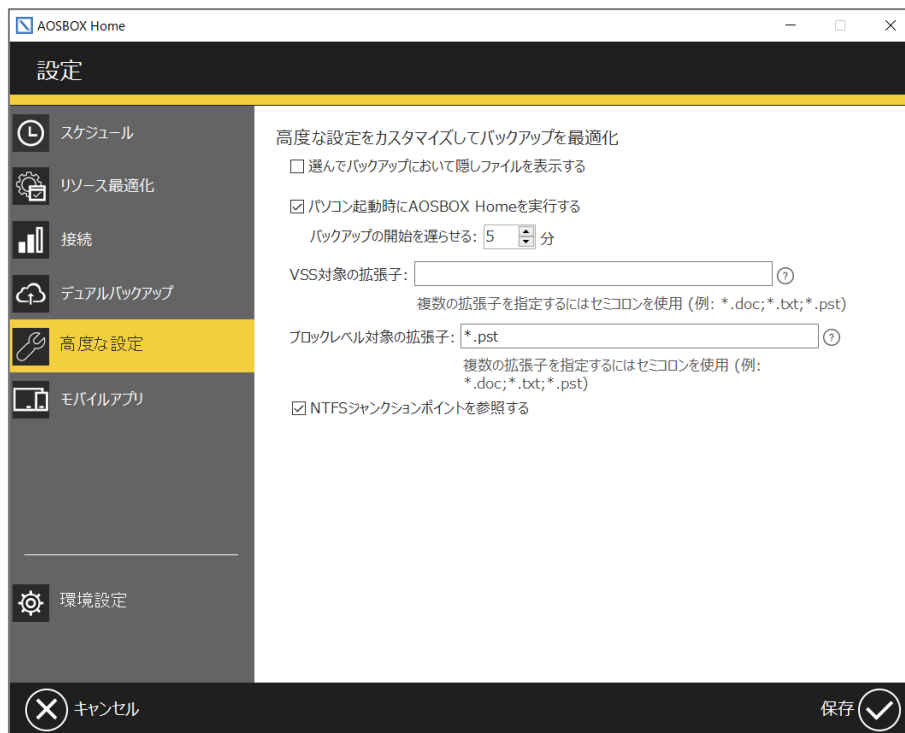 AOSBOX Home
設定
スケジュール
リソース最適化
接続
デュアルバックアップ
高度な設定
モバイルアプリ
環境設定
高度な設定をカスタマイズしてバックアップを最適化
選んでバックアップにおいて隠しファイルを表示する
パソコン起動時にAOSBOX Homeを実行する
バックアップの開始を遅らせる: 5 分
VSS対象の拡張子: ?
複数の拡張子を指定するにはセミコロンを使用 (例: *.doc;*.txt;*.pst)
ブロックレベル対象の拡張子: *.pst ?
複数の拡張子を指定するにはセミコロンを使用 (例:
*.doc;*.txt;*.pst)
NTFSジャンクションポイントを参照する
キャンセル
保存